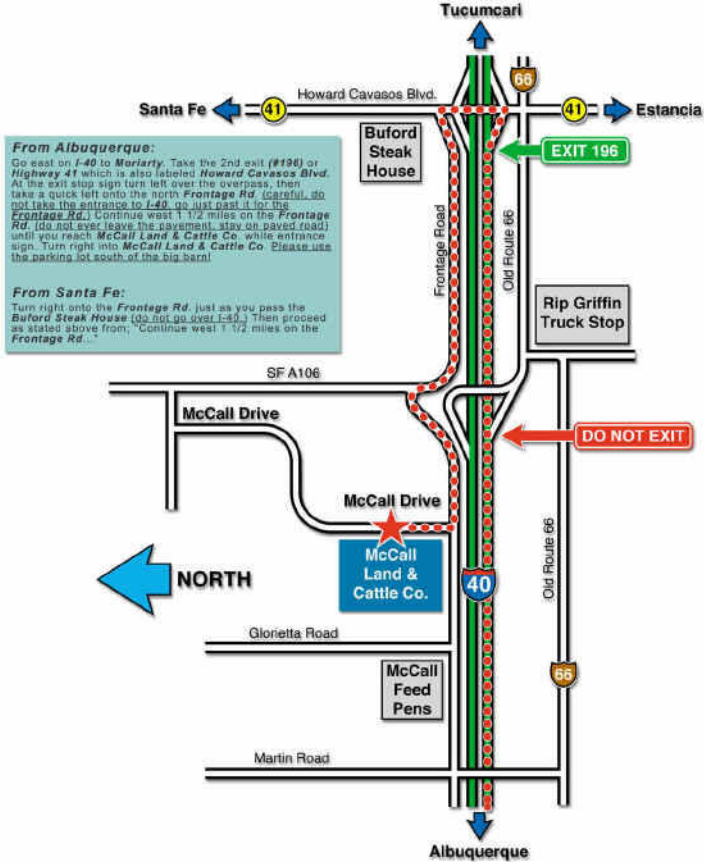 Tucumcari
66
Howard Cavasos Blvd.
Santa Fe
41
41
Estancia
Buford
Steak
House
EXIT 196
From Albuquerque:
Go east on I-40 to Moriarty. Take the 2nd exit (#196) or
Highway 41 which is also labeled Howard Cavasos Blvd.
At the exit stop sign turn left over the overpass, then
take a quick left onto the north Frontage Rd. (careful, do
not take the entrance to I-40, go just past it for the
Frontage Rd.) Continue west 1 1/2 miles on the Frontage
Rd. (do not ever leave the pavement, stay on paved road)
until you reach McCall Land & Cattle Co. white entrance
sign. Turn right into McCall Land & Cattle Co. Please use
the parking lot south of the big barn!
From Santa Fe:
Turn right onto the Frontage Rd. just as you pass the
Buford Steak House (do not go over I-40.) Then proceed
as stated above from; "Continue west 1 1/2 miles on the
Frontage Rd..."
Frontage Road
Old Route 66
Rip Griffin
Truck Stop
SF A106
McCall Drive
DO NOT EXIT
McCall Drive
McCall
Land &
Cattle Co.
NORTH
40
Old Route 66
Glorietta Road
McCall
Feed
Pens
66
Martin Road
Albuquerque